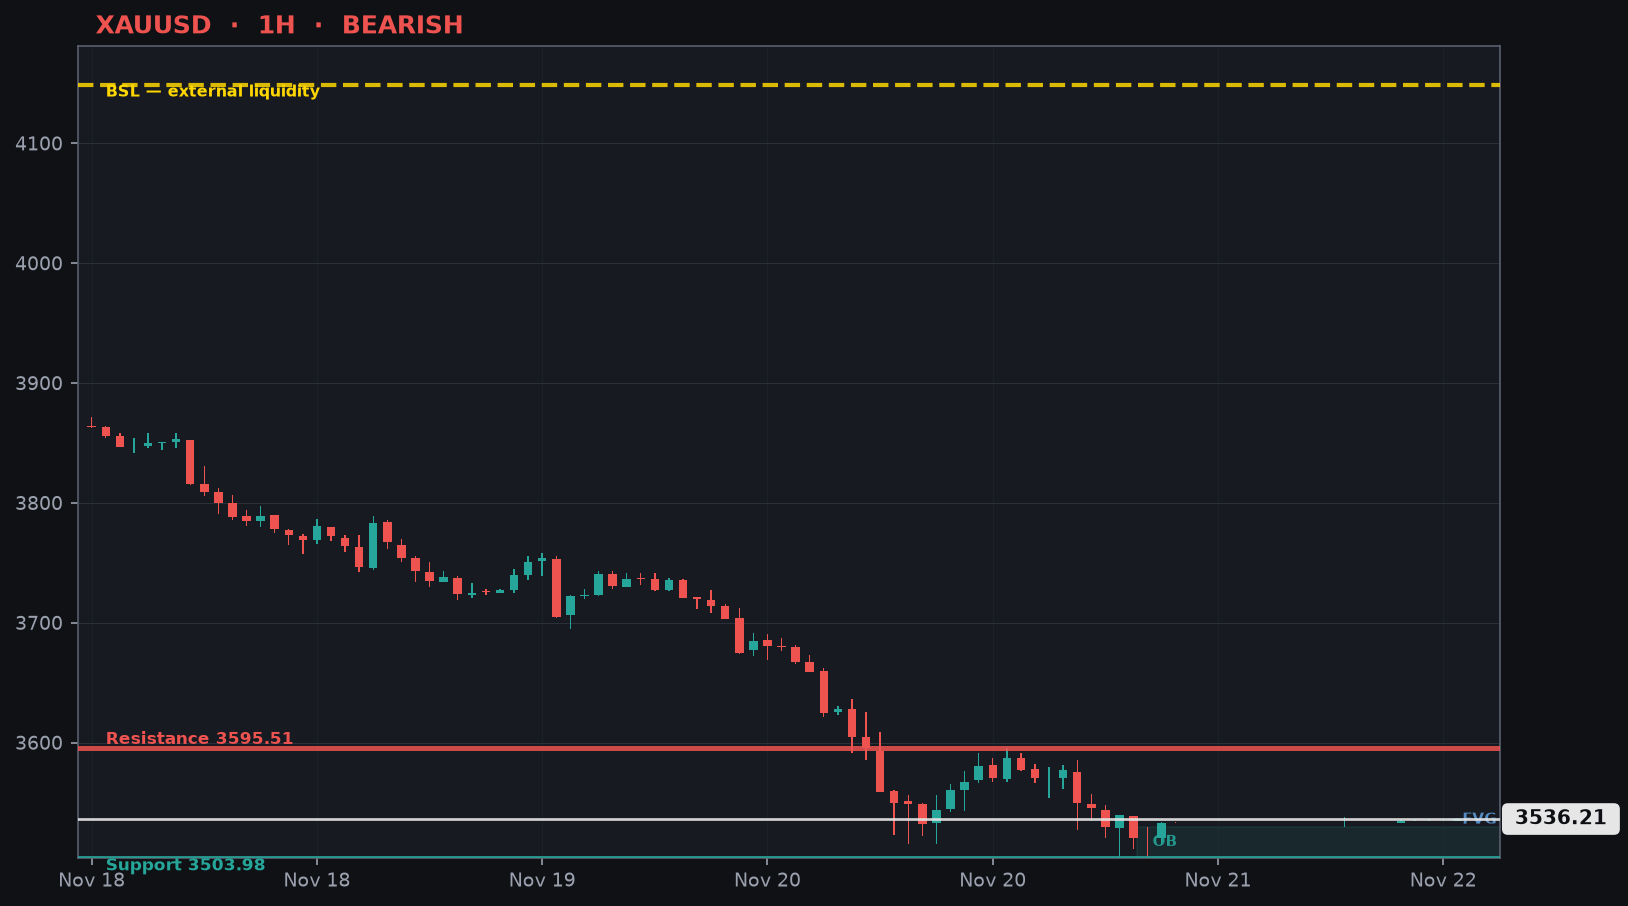 XAUUSD · 1H · BEARISH
BSL — external liquidity
4100
4000
3900
3800
3700
3600
Resistance 3595.51
FVG
3536.21
OB
Support 3503.98
Nov 18
Nov 18
Nov 19
Nov 20
Nov 20
Nov 21
Nov 22